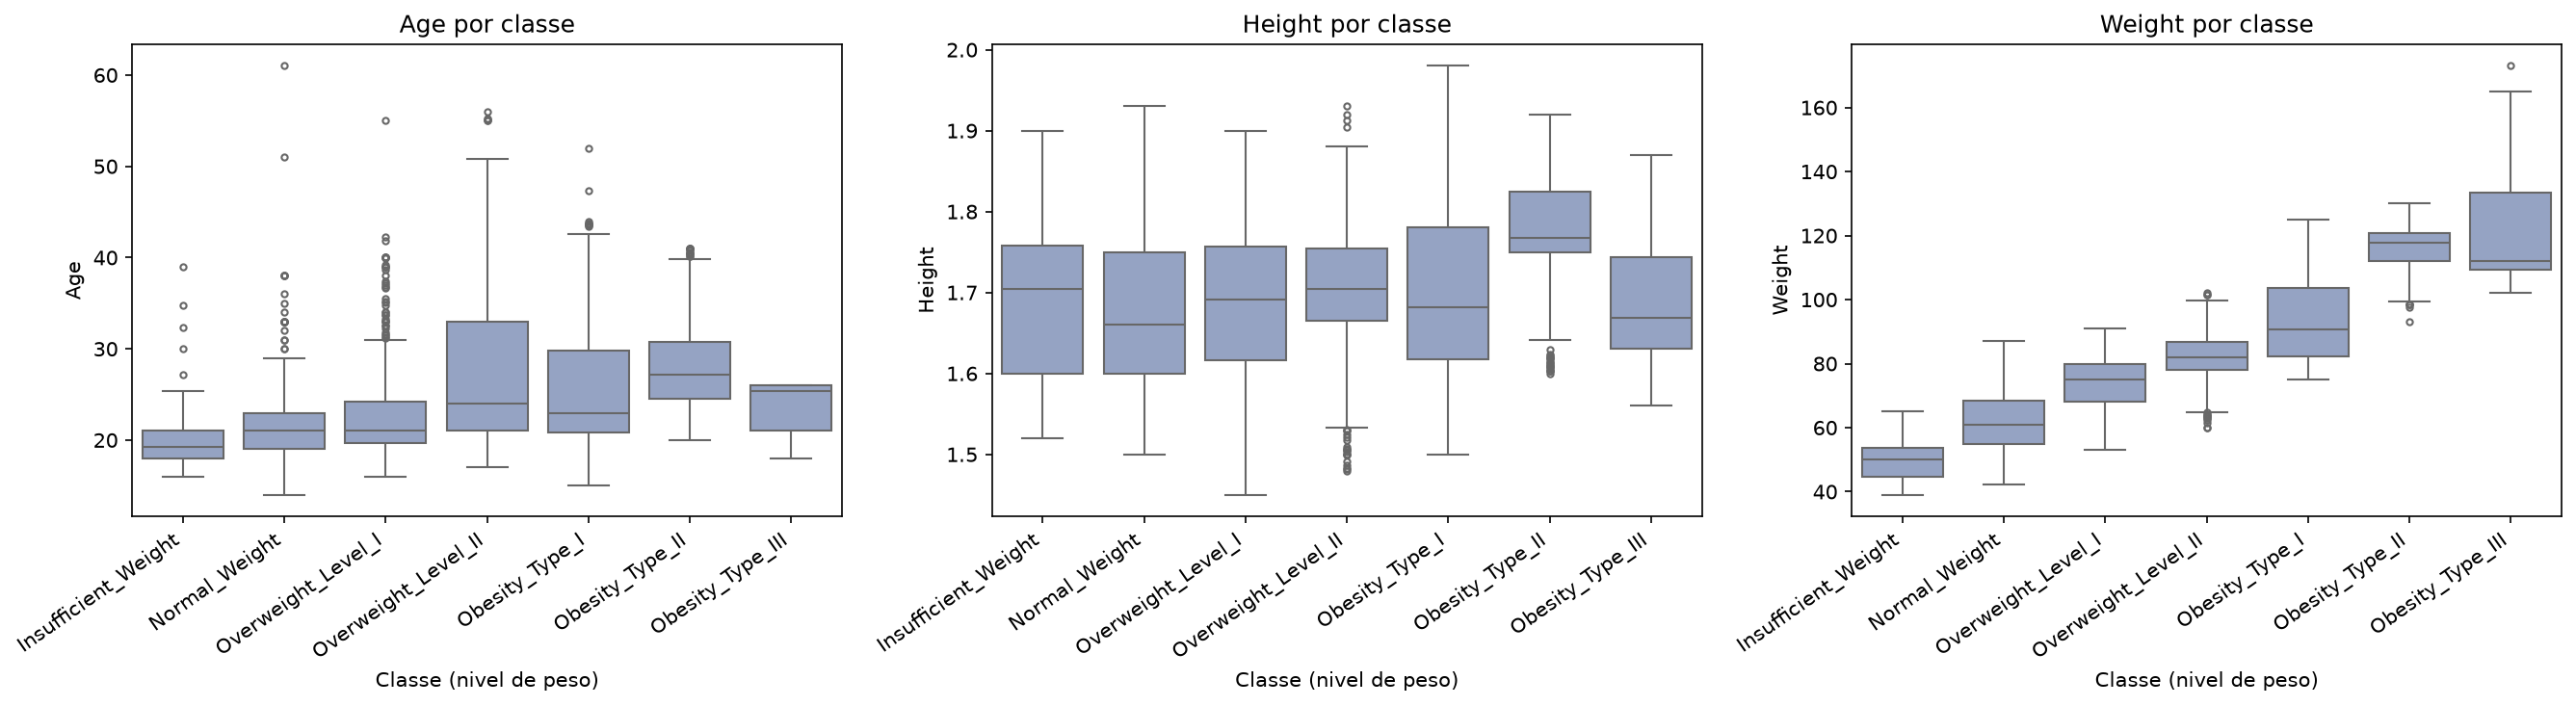 Age por classe
Age
60
50
40
30
20
Insufficient_Weight
Normal_Weight
Overweight_Level_I
Overweight_Level_II
Obesity_Type_I
Obesity_Type_II
Obesity_Type_III
Classe (nivel de peso)
Height por classe
Height
2.0
1.9
1.8
1.7
1.6
1.5
Insufficient_Weight
Normal_Weight
Overweight_Level_I
Overweight_Level_II
Obesity_Type_I
Obesity_Type_II
Obesity_Type_III
Classe (nivel de peso)
Weight por classe
Weight
160
140
120
100
80
60
40
Insufficient_Weight
Normal_Weight
Overweight_Level_I
Overweight_Level_II
Obesity_Type_I
Obesity_Type_II
Obesity_Type_III
Classe (nivel de peso)